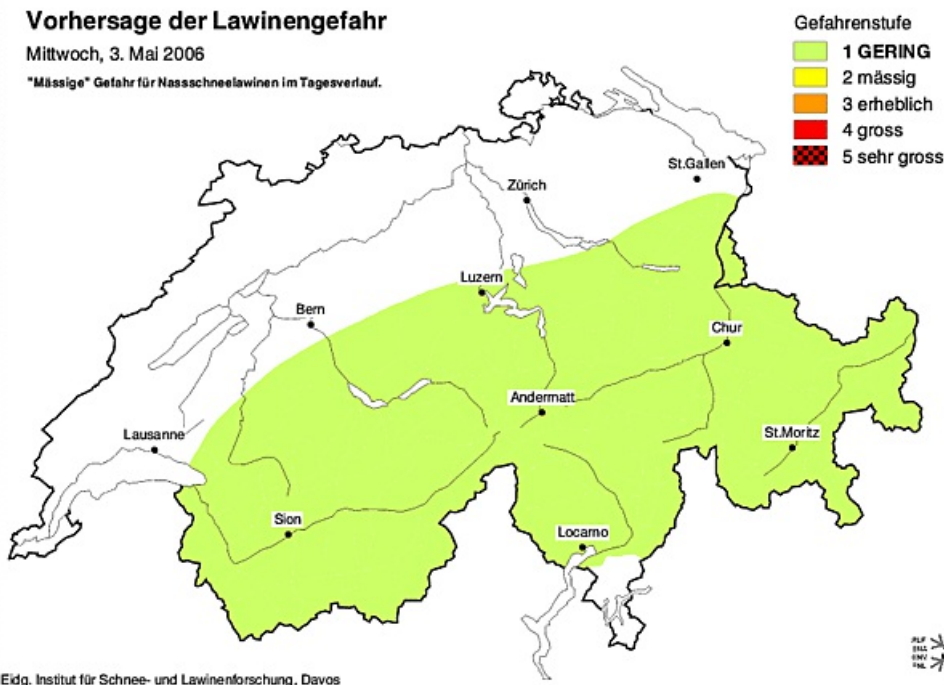 Vorhersage der Lawinengefahr
Mittwoch, 3. Mai 2006
"Mässige" Gefahr für Nassschneelawinen im Tagesverlauf.
Gefahrenstufe
1 GERING
2 mässig
3 erheblich
4 gross
5 sehr gross
St.Gallen
Zürich
Luzern
Bern
Chur
Andermatt
Lausanne
St.Moritz
Sion
Locarno
Eidg. Institut für Schnee- und Lawinenforschung, Davos